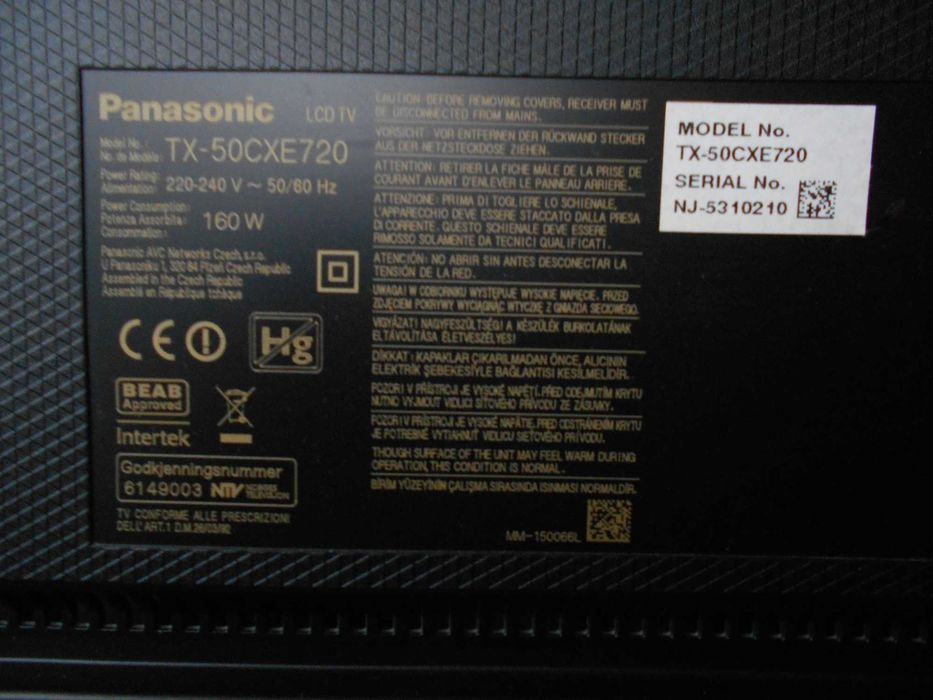 Panasonic LCD TV
Model No.:
No. de Modèle: TX-50CXE720
Power Rating:
Alimentation: 220-240 V ~ 50/60 Hz
Power Consumption:
Potenza Assorbita: 160 W
Consommation:
Panasonic AVC Networks Czech, s.r.o.
U Panasoniku 1, 320 84 Plzeň Czech Republic
Assembled in the Czech Republic
Assemblé en République tchèque
CE
Hg
BEAB
Approved
Intertek
Godkjenningsnummer
6149003 NTV NORGES TELEVISJON
TV CONFORME ALLE PRESCRIZIONI
DELL' ART.1 D.M.
CAUTION: BEFORE REMOVING COVERS, RECEIVER MUST
BE DISCONNECTED FROM MAINS.
VORSICHT: VOR ENTFERNEN DER RÜCKWAND STECKER
AUS DER NETZSTECKDOSE ZIEHEN.
ATTENTION: RETIRER LA FICHE MÂLE DE LA PRISE DE
COURANT AVANT D'ENLEVER LE PANNEAU ARRIERE.
ATTENZIONE: PRIMA DI TOGLIERE LO SCHIENALE,
L'APPARECCHIO DEVE ESSERE STACCATO DALLA PRESA
DI CORRENTE. QUESTO SCHIENALE DEVE ESSERE
RIMOSSO SOLAMENTE DA TECNICI QUALIFICATI.
ATENCIÓN: NO ABRIR SIN ANTES DESCONECTAR LA
TENSIÓN DE LA RED.
UWAGA! W ODBIORNIKU WYSTĘPUJE WYSOKIE NAPIĘCIE. PRZED
ZDJĘCIEM POKRYWY WYCIĄGNĄĆ WTYCZKĘ Z GNIAZDA SIECIOWEGO.
VIGYÁZAT! NAGYFESZÜLTSÉG! A KÉSZÜLÉK BURKOLATÁNAK
ELTÁVOLÍTÁSA ÉLETVESZÉLYES!
DİKKAT: KAPAKLAR ÇIKARILMADAN ÖNCE, ALICININ
ELEKTRİK ŞEBEKESİYLE BAĞLANTISI KESİLMELİDİR.
POZOR! V PŘÍSTROJI JE VYSOKÉ NAPĚTÍ. PŘED ODEJMUTÍM KRYTU
NUTNO VYJMOUT VIDLICI SÍŤOVÉHO PŘÍVODU ZE ZÁSUVKY.
POZOR! V PRÍSTROJI JE VYSOKÉ NAPÄTIE. PRED ODSTRÁNENÍM KRYTU
JE POTREBNÉ VYTIAHNUŤ VIDLICU SIEŤOVÉHO PRÍVODU.
THOUGH SURFACE OF THE UNIT MAY FEEL WARM DURING
OPERATION, THIS CONDITION IS NORMAL.
BİRİM YÜZEYİNİN ÇALIŞMA SIRASINDA ISINMASI NORMALDİR.
MM-150066L
MODEL No.
TX-50CXE720
SERIAL No.
NJ-5310210